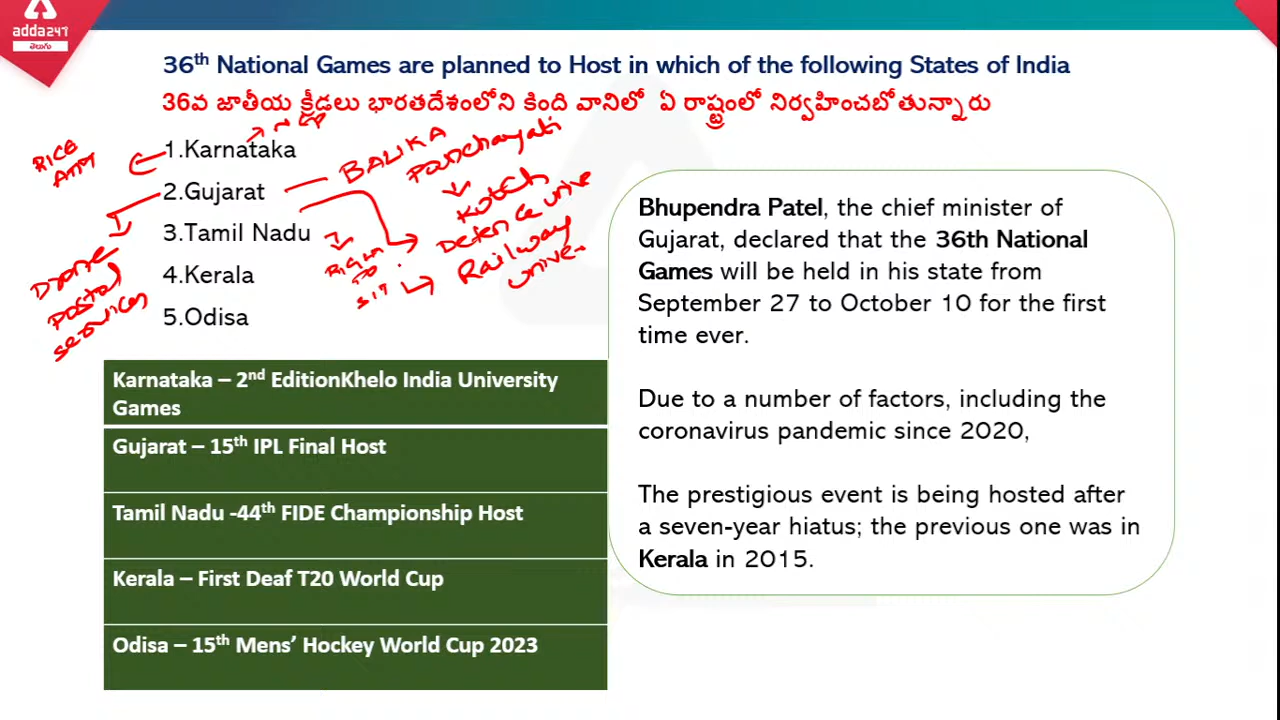 adda247
తెలుగు
36th National Games are planned to Host in which of the following States of India
36వ జాతీయ క్రీడలు భారతదేశంలోని కింది వానిలో ఏ రాష్ట్రంలో నిర్వహించబోతున్నారు
1.Karnataka
2.Gujarat
3.Tamil Nadu
4.Kerala
5.Odisa
RICE
ATM
BALIKA
Panchayati
Defence unive
Railway
unive-
Right
to
sit
Drone
postal
services
Karnataka – 2nd EditionKhelo India University
Games
Gujarat – 15th IPL Final Host
Tamil Nadu -44th FIDE Championship Host
Kerala – First Deaf T20 World Cup
Odisa – 15th Mens’ Hockey World Cup 2023
Bhupendra Patel, the chief minister of
Gujarat, declared that the 36th National
Games will be held in his state from
September 27 to October 10 for the first
time ever.
Due to a number of factors, including the
coronavirus pandemic since 2020,
The prestigious event is being hosted after
a seven-year hiatus; the previous one was in
Kerala in 2015.